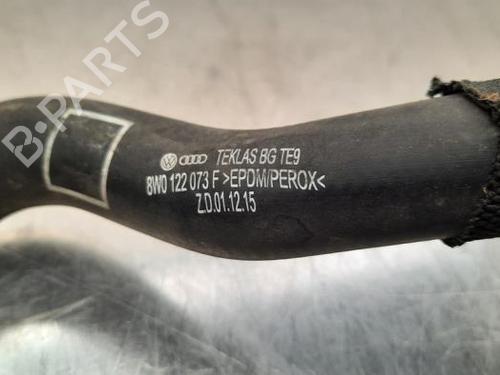 TEKLAS BG TE9
8W0 122 073 F >EPDM/PEROX<
Z.D.01.12.15
B-PARTS